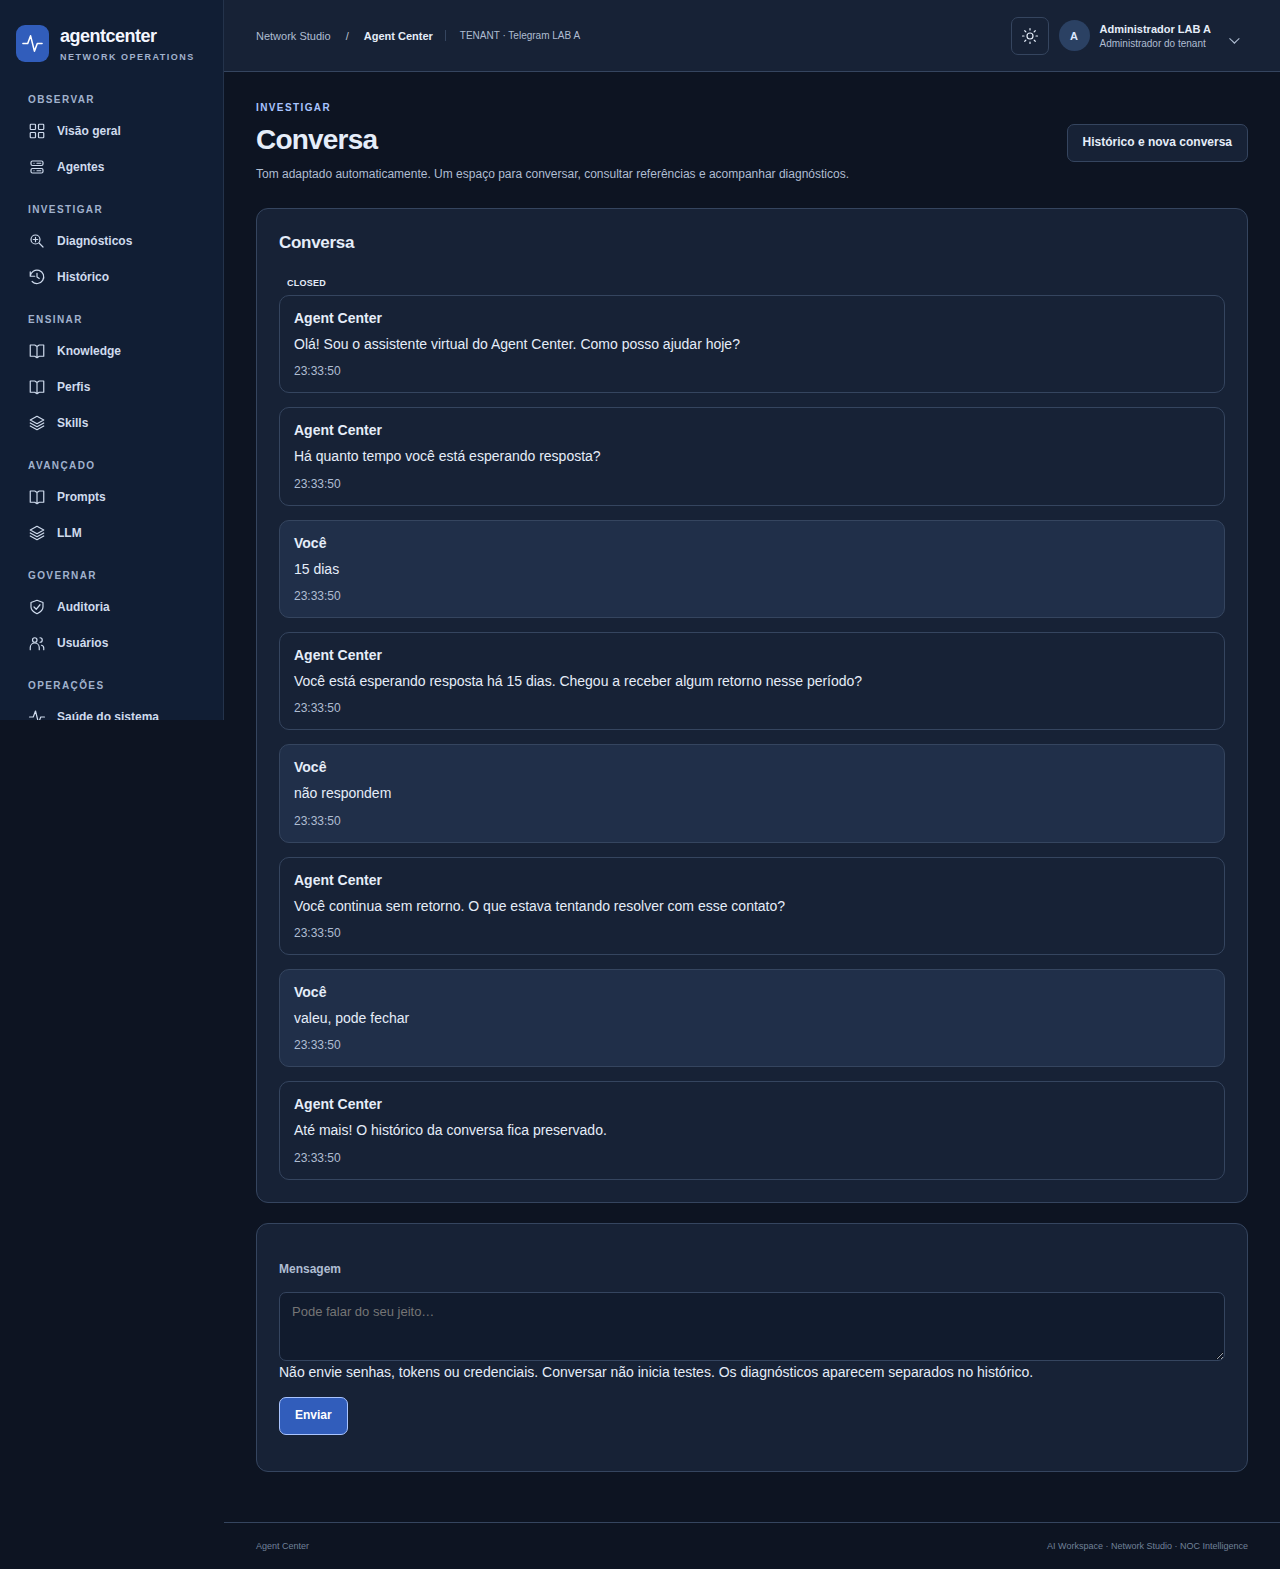 agentcenter
NETWORK OPERATIONS
OBSERVAR
Visão geral
Agentes
INVESTIGAR
Diagnósticos
Histórico
ENSINAR
Knowledge
Perfis
Skills
AVANÇADO
Prompts
LLM
GOVERNAR
Auditoria
Usuários
OPERAÇÕES
Saúde do sistema
Network Studio / Agent Center TENANT · Telegram LAB A
A
Administrador LAB A
Administrador do tenant
INVESTIGAR
Conversa
Tom adaptado automaticamente. Um espaço para conversar, consultar referências e acompanhar diagnósticos.
Histórico e nova conversa
Conversa
CLOSED
Agent Center
Olá! Sou o assistente virtual do Agent Center. Como posso ajudar hoje?
23:33:50
Agent Center
Há quanto tempo você está esperando resposta?
23:33:50
Você
15 dias
23:33:50
Agent Center
Você está esperando resposta há 15 dias. Chegou a receber algum retorno nesse período?
23:33:50
Você
não respondem
23:33:50
Agent Center
Você continua sem retorno. O que estava tentando resolver com esse contato?
23:33:50
Você
valeu, pode fechar
23:33:50
Agent Center
Até mais! O histórico da conversa fica preservado.
23:33:50
Mensagem
Pode falar do seu jeito…
Não envie senhas, tokens ou credenciais. Conversar não inicia testes. Os diagnósticos aparecem separados no histórico.
Enviar
Agent Center
AI Workspace · Network Studio · NOC Intelligence